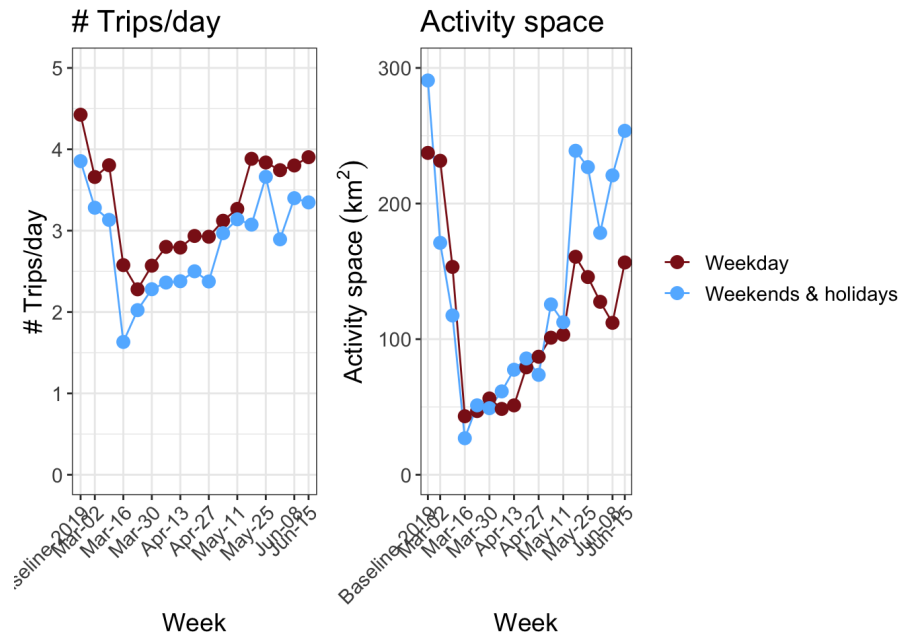 # Trips/day
Activity space
# Trips/day
5
4
3
2
1
0
seline-2019
Mar-02
Mar-16
Mar-30
Apr-13
Apr-27
May-11
May-25
Jun-08
Jun-15
Week
Activity space (km²)
300
200
100
0
Baseline-2019
Mar-02
Mar-16
Mar-30
Apr-13
Apr-27
May-11
May-25
Jun-08
Jun-15
Week
Weekday
Weekends & holidays